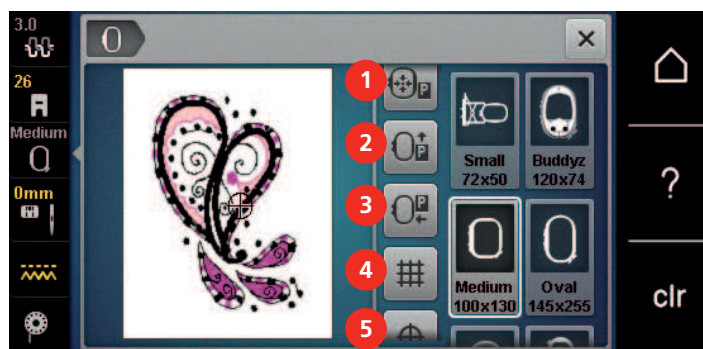 3.0
26
Medium
0mm
1
P
2
P
3
P
4
5
Small
72x50
Buddyz
120x74
Medium
100x130
Oval
145x255
?
clr